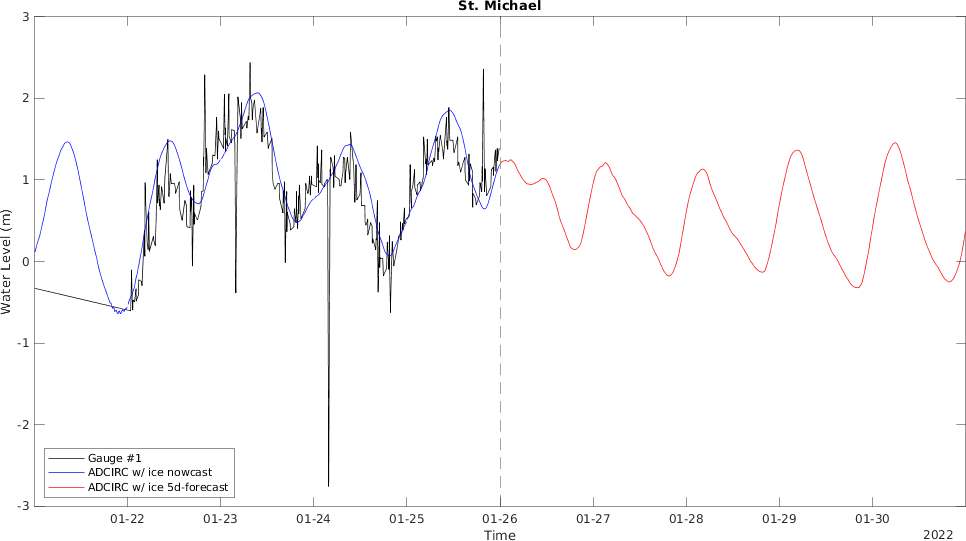 St. Michael
3
2
1
0
-1
-2
-3
Water Level (m)
Gauge #1
ADCIRC w/ ice nowcast
ADCIRC w/ ice 5d-forecast
01-22 01-23 01-24 01-25 01-26 01-27 01-28 01-29 01-30
Time
2022